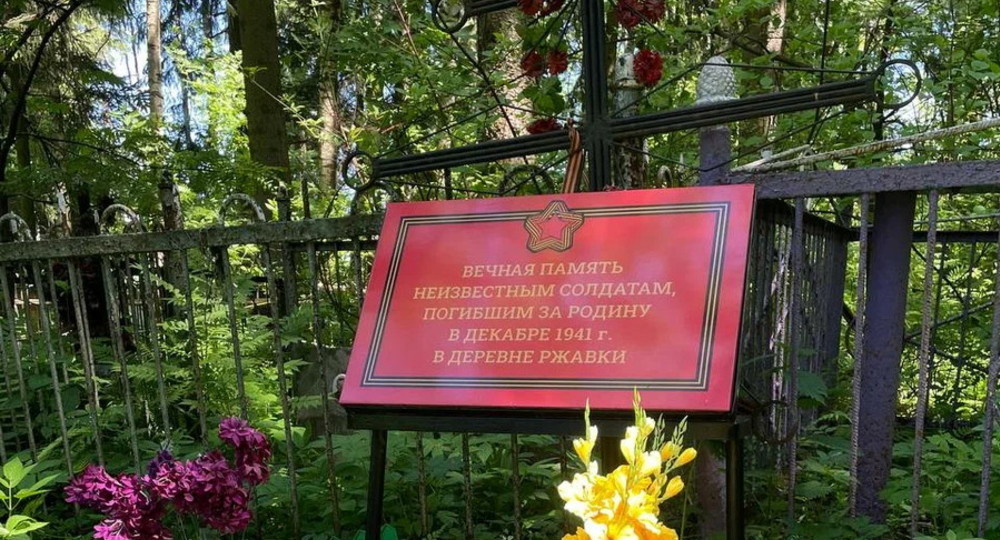 ВЕЧНАЯ ПАМЯТЬ
НЕИЗВЕСТНЫМ СОЛДАТАМ,
ПОГИБШИМ ЗА РОДИНУ
В ДЕКАБРЕ 1941 г.
В ДЕРЕВНЕ РЖАВКИ